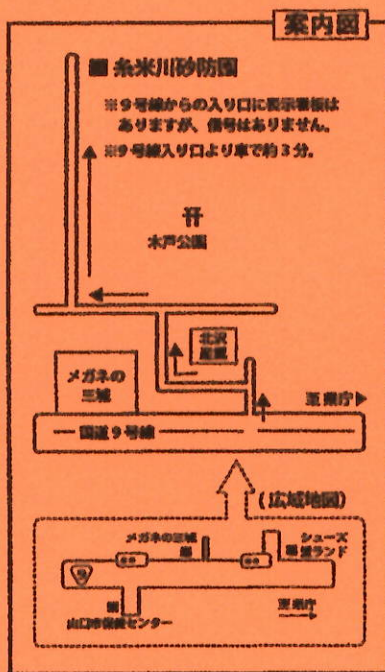 案内図
■ 糸米川砂防園
※9号線からの入り口に表示看板は
ありますが、信号はありません。
※9号線入り口より車で約3分。
木戸公園
北沢
産業
メガネの
三城
至県庁▶
国道9号線
(広域地図)
メガネの三城
シューズ
愛ランド
9
至県庁
山口市保健センター